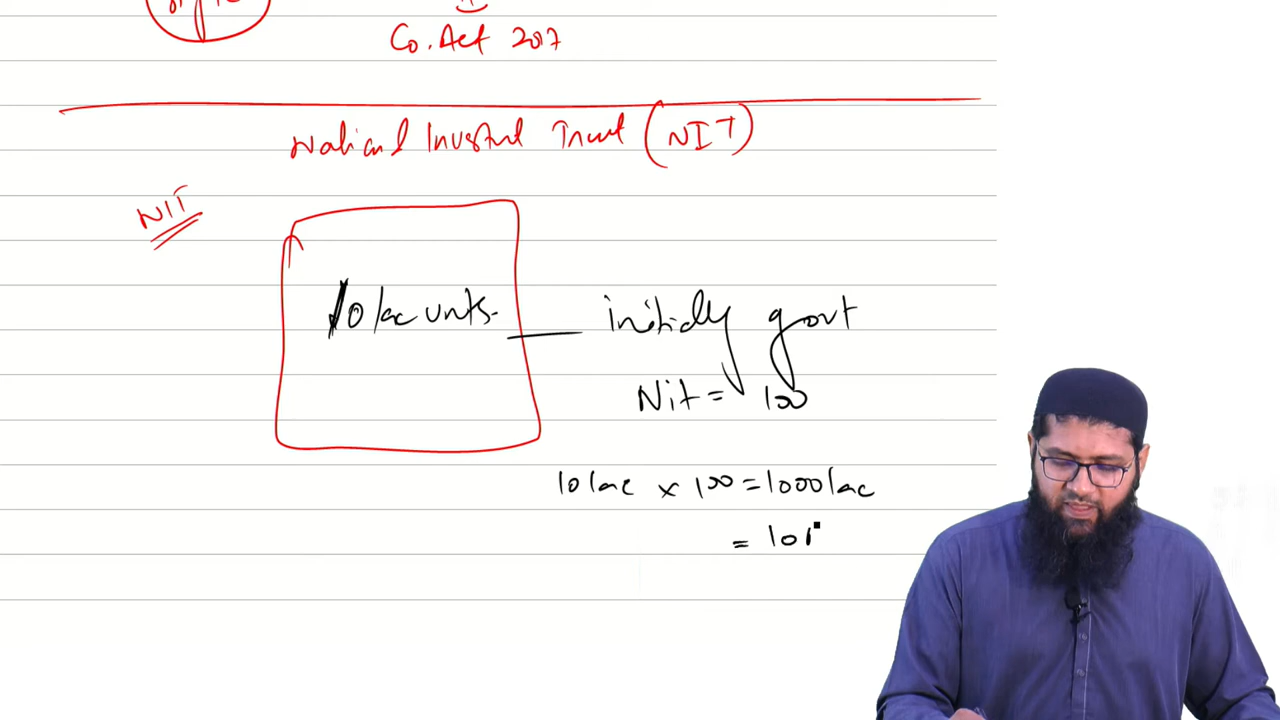 Co. Act 2017
National Investment Trust (NIT)
NIT
10 lac units
initially govt
Nit = 100
10 lac x 100 = 1000 lac
= 10